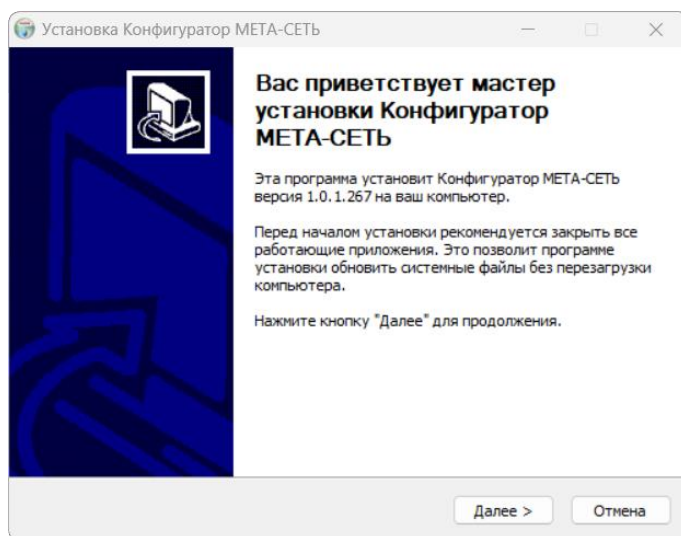 Установка Конфигуратор МЕТА-СЕТЬ
Вас приветствует мастер
установки Конфигуратор
МЕТА-СЕТЬ
Эта программа установит Конфигуратор МЕТА-СЕТЬ
версия 1.0.1.267 на ваш компьютер.
Перед началом установки рекомендуется закрыть все
работающие приложения. Это позволит программе
установки обновить системные файлы без перезагрузки
компьютера.
Нажмите кнопку "Далее" для продолжения.
Далее >
Отмена